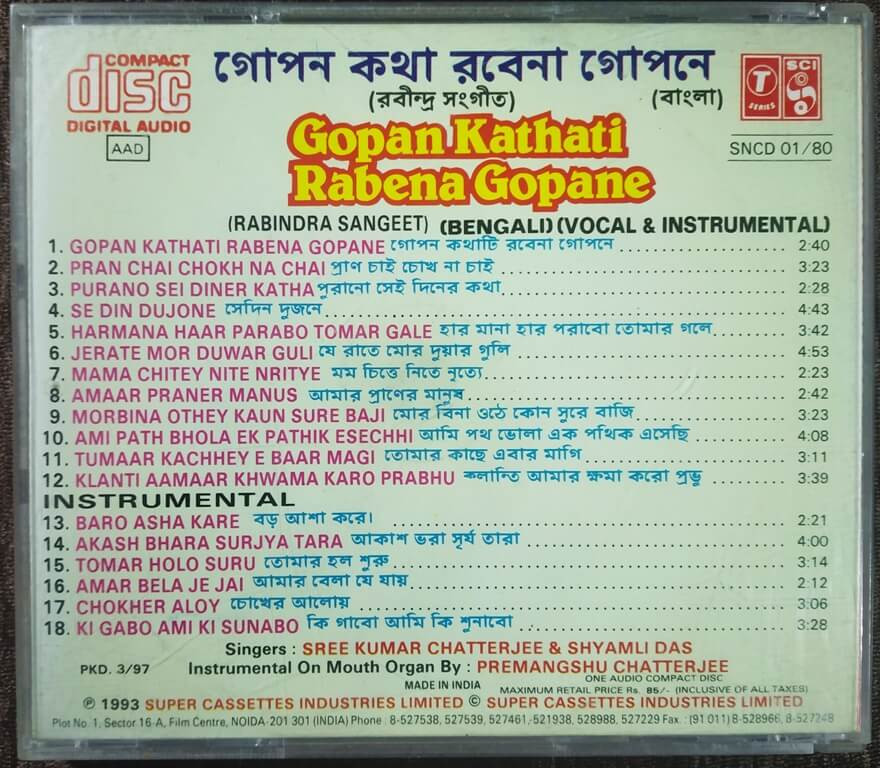 COMPACT
disc
DIGITAL AUDIO
AAD
গোপন কথা রবেনা গোপনে
(রবীন্দ্র সংগীত) (বাংলা)
T SERIES
SCI
Gopan Kathati
Rabena Gopane
SNCD 01/80
(RABINDRA SANGEET) (BENGALI) (VOCAL & INSTRUMENTAL)
1. GOPAN KATHATI RABENA GOPANE গোপন কথাটি রবেনা গোপনে 2:40
2. PRAN CHAI CHOKH NA CHAI প্রাণ চাই চোখ না চাই 3:23
3. PURANO SEI DINER KATHA পুরানো সেই দিনের কথা 2:28
4. SE DIN DUJONE সেদিন দুজনে 4:43
5. HARMANA HAAR PARABO TOMAR GALE হার মানা হার পরাবো তোমার গলে 3:42
6. JERATE MOR DUWAR GULI যে রাতে মোর দুয়ার গুলি 4:53
7. MAMA CHITEY NITE NRITYE মম চিত্তে নিতে নৃত্যে 2:23
8. AMAAR PRANER MANUS আমার প্রাণের মানুষ 2:42
9. MORBINA OTHEY KAUN SURE BAJI মোর বিনা ওঠে কোন সুরে বাজি 3:23
10. AMI PATH BHOLA EK PATHIK ESECHHI আমি পথ ভোলা এক পথিক এসেছি 4:08
11. TUMAAR KACHHEY E BAAR MAGI তোমার কাছে এবার মাগি 3:11
12. KLANTI AAMAAR KHWAMA KARO PRABHU কলান্তি আমার ক্ষমা করো প্রভু 3:39
INSTRUMENTAL
13. BARO ASHA KARE বড় আশা করে। 2:21
14. AKASH BHARA SURJYA TARA আকাশ ভরা সূর্য তারা 4:00
15. TOMAR HOLO SURU তোমার হল শুরু 3:14
16. AMAR BELA JE JAI আমার বেলা যে যায় 2:12
17. CHOKHER ALOY চোখের আলোয় 3:06
18. KI GABO AMI KI SUNABO কি গাবো আমি কি শুনাবো 3:28
Singers : SREE KUMAR CHATTERJEE & SHYAMLI DAS
PKD. 3/97 Instrumental On Mouth Organ By : PREMANGSHU CHATTERJEE
ONE AUDIO COMPACT DISC
MADE IN INDIA MAXIMUM RETAIL PRICE Rs. 85/- (INCLUSIVE OF ALL TAXES)
℗ 1993 SUPER CASSETTES INDUSTRIES LIMITED © SUPER CASSETTES INDUSTRIES LIMITED
Plot No. 1, Sector 16-A, Film Centre, NOIDA-201 301 (INDIA) Phone : 8-527538, 527539, 527461, 521938, 528988, 527229 Fax. : (91 011) 8-528966, 8-527248